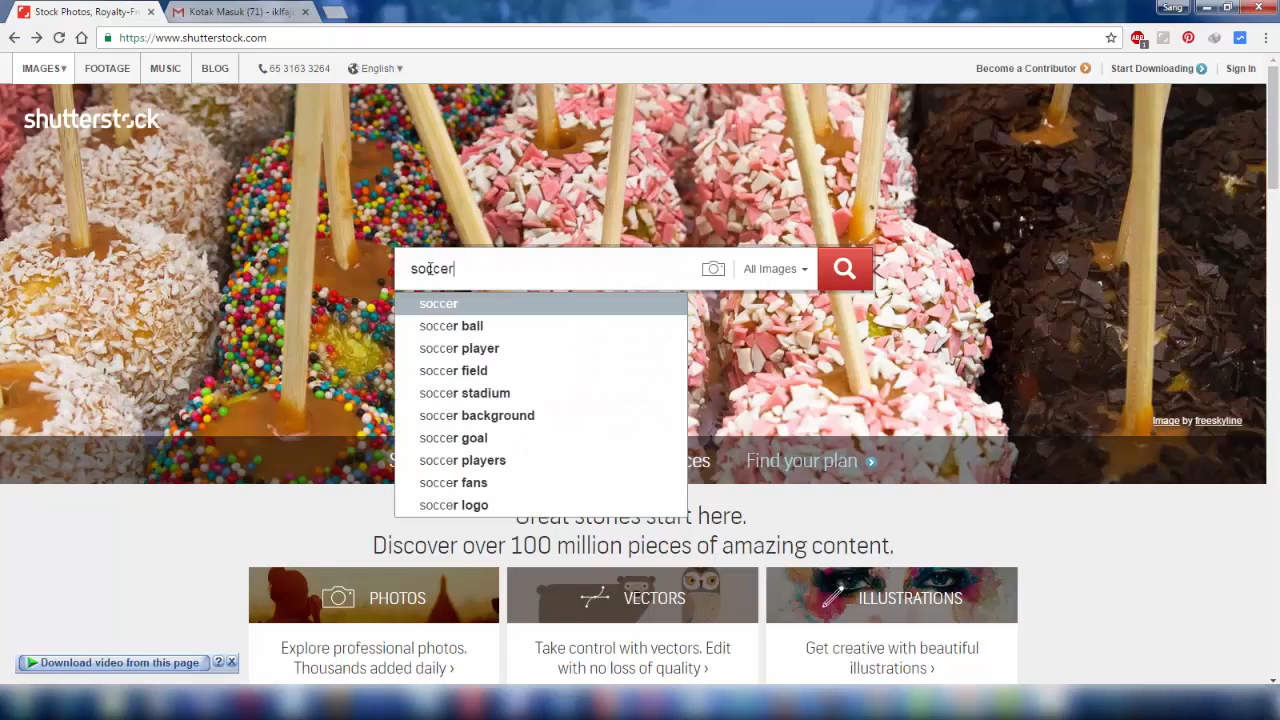 Stock Photos, Royalty-Fr
Kotak Masuk (71) - iklfaj
Sang
https://www.shutterstock.com
ABP
1
IMAGES
FOOTAGE
MUSIC
BLOG
65 3163 3264
English
Become a Contributor
Start Downloading
Sign In
shutterstock
soccer
All Images
soccer
soccer ball
soccer player
soccer field
soccer stadium
soccer background
soccer goal
soccer players
soccer fans
soccer logo
Image by freeskyline
S
ces
Find your plan
Great stories start here.
Discover over 100 million pieces of amazing content.
PHOTOS
VECTORS
ILLUSTRATIONS
Explore professional photos.
Thousands added daily ›
Take control with vectors. Edit
with no loss of quality ›
Get creative with beautiful
illustrations ›
Download video from this page
?
X